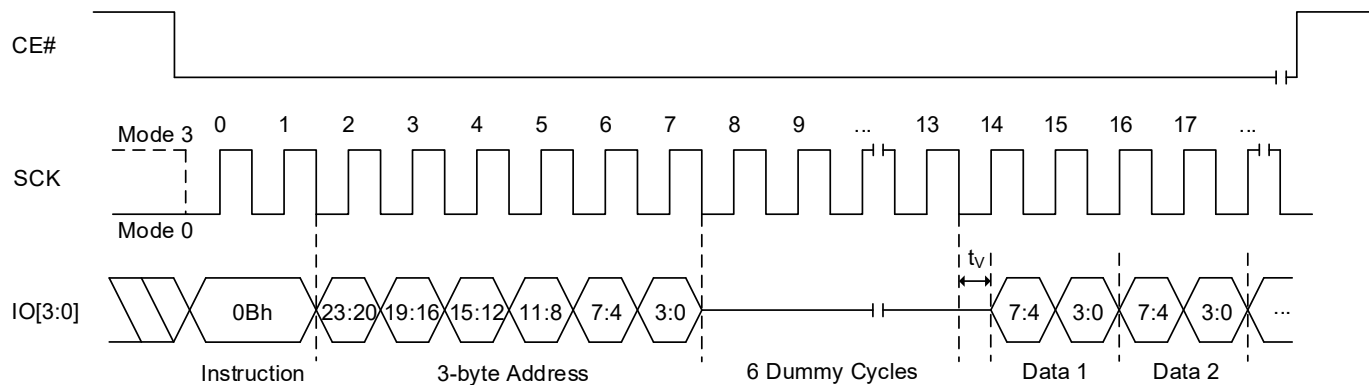 CE#
Mode 3
0 1 2 3 4 5 6 7 8 9 ... 13 14 15 16 17 ...
SCK
Mode 0
tV
IO[3:0]
0Bh 23:20 19:16 15:12 11:8 7:4 3:0 7:4 3:0 7:4 3:0 ...
Instruction 3-byte Address 6 Dummy Cycles Data 1 Data 2